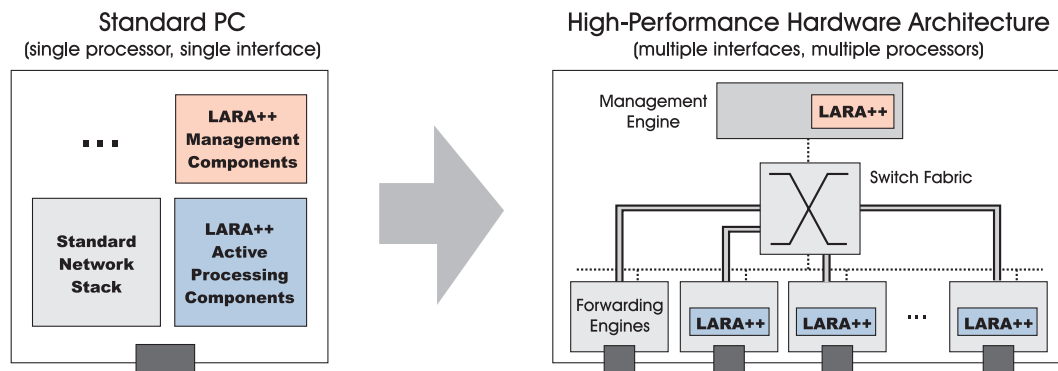 Standard PC
(single processor, single interface)
...
LARA++
Management
Components
Standard
Network
Stack
LARA++
Active
Processing
Components
High-Performance Hardware Architecture
(multiple interfaces, multiple processors)
Management
Engine
LARA++
Switch Fabric
Forwarding
Engines
LARA++
LARA++
...
LARA++